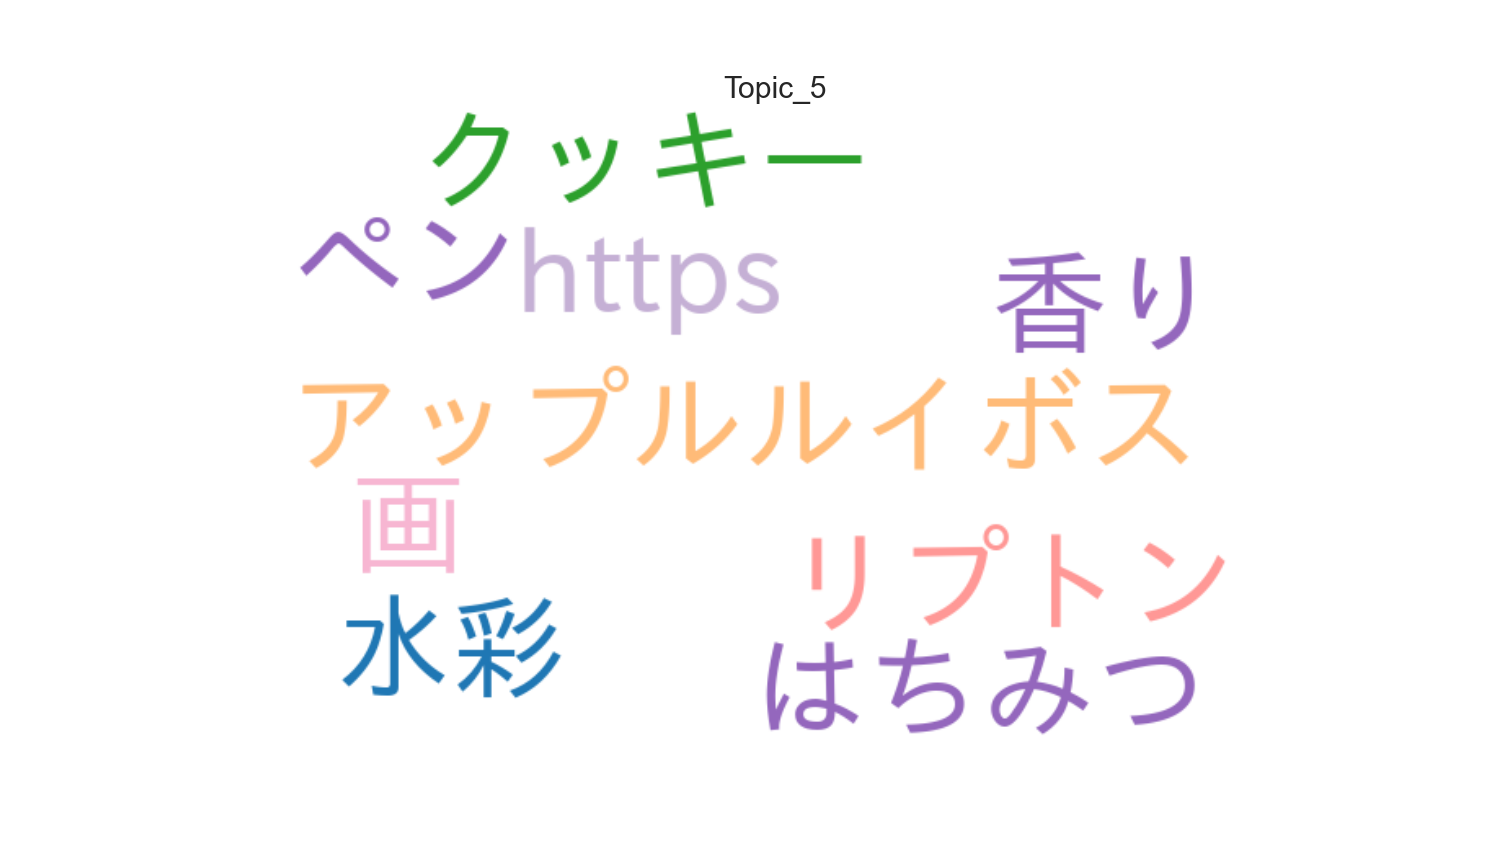 Topic_5
クッキー
ペン
https
香り
アップルルイボス
画
リプトン
水彩
はちみつ